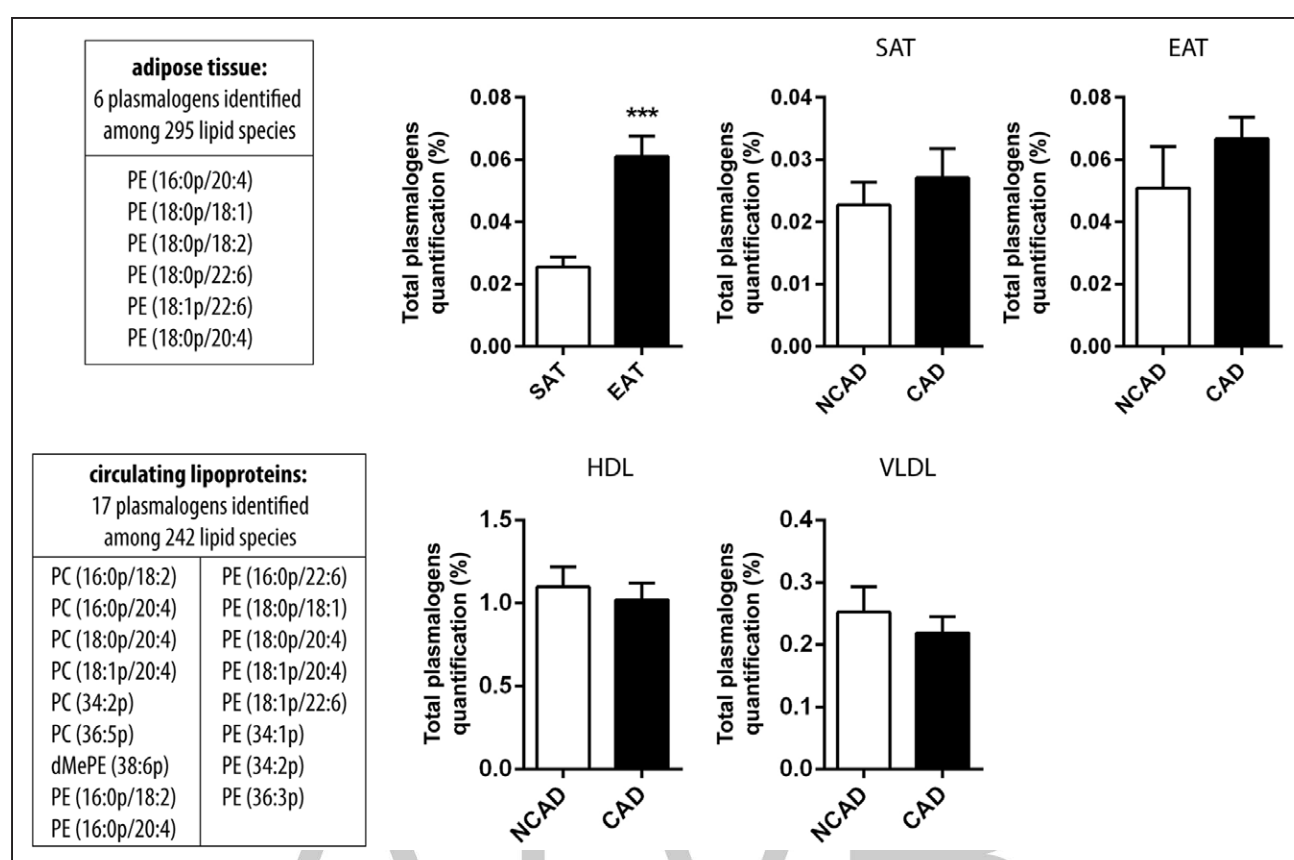 adipose tissue:
6 plasmalogens identified
among 295 lipid species
PE (16:0p/20:4)
PE (18:0p/18:1)
PE (18:0p/18:2)
PE (18:0p/22:6)
PE (18:1p/22:6)
PE (18:0p/20:4)
Total plasmalogens
quantification (%)
0.08
0.06
0.04
0.02
0.00
***
SAT
EAT
SAT
Total plasmalogens
quantification (%)
0.04
0.03
0.02
0.01
0.00
NCAD
CAD
EAT
Total plasmalogens
quantification (%)
0.08
0.06
0.04
0.02
0.00
NCAD
CAD
circulating lipoproteins:
17 plasmalogens identified
among 242 lipid species
PC (16:0p/18:2)
PC (16:0p/20:4)
PC (18:0p/20:4)
PC (18:1p/20:4)
PC (34:2p)
PC (36:5p)
dMePE (38:6p)
PE (16:0p/18:2)
PE (16:0p/20:4)
PE (16:0p/22:6)
PE (18:0p/18:1)
PE (18:0p/20:4)
PE (18:1p/20:4)
PE (18:1p/22:6)
PE (34:1p)
PE (34:2p)
PE (36:3p)
HDL
Total plasmalogens
quantification (%)
1.5
1.0
0.5
0.0
NCAD
CAD
VLDL
Total plasmalogens
quantification (%)
0.4
0.3
0.2
0.1
0.0
NCAD
CAD